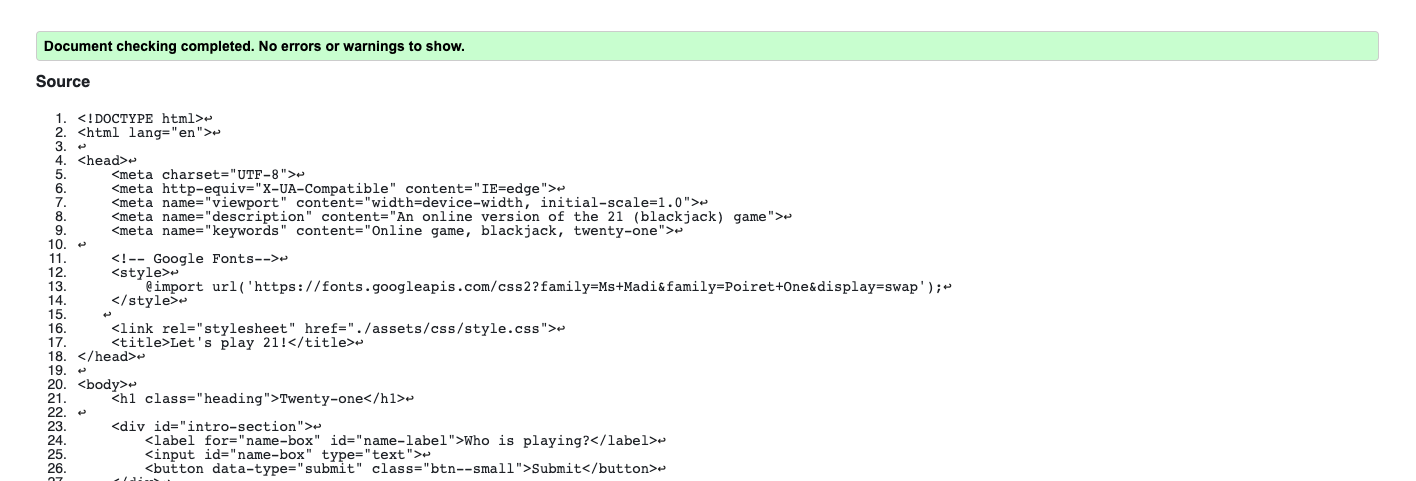 Document checking completed. No errors or warnings to show.
Source
1. <!DOCTYPE html>↩
2. <html lang="en">↩
3. ↩
4. <head>↩
5.     <meta charset="UTF-8">↩
6.     <meta http-equiv="X-UA-Compatible" content="IE=edge">↩
7.     <meta name="viewport" content="width=device-width, initial-scale=1.0">↩
8.     <meta name="description" content="An online version of the 21 (blackjack) game">↩
9.     <meta name="keywords" content="Online game, blackjack, twenty-one">↩
10. ↩
11.     <!-- Google Fonts-->↩
12.     <style>↩
13.         @import url('https://fonts.googleapis.com/css2?family=Ms+Madi&family=Poiret+One&display=swap');↩
14.     </style>↩
15.    ↩
16.     <link rel="stylesheet" href="./assets/css/style.css">↩
17.     <title>Let's play 21!</title>↩
18. </head>↩
19. ↩
20. <body>↩
21.     <h1 class="heading">Twenty-one</h1>↩
22. ↩
23.     <div id="intro-section">↩
24.         <label for="name-box" id="name-label">Who is playing?</label>↩
25.         <input id="name-box" type="text">↩
26.         <button data-type="submit" class="btn--small">Submit</button>↩
27.     </div>↩